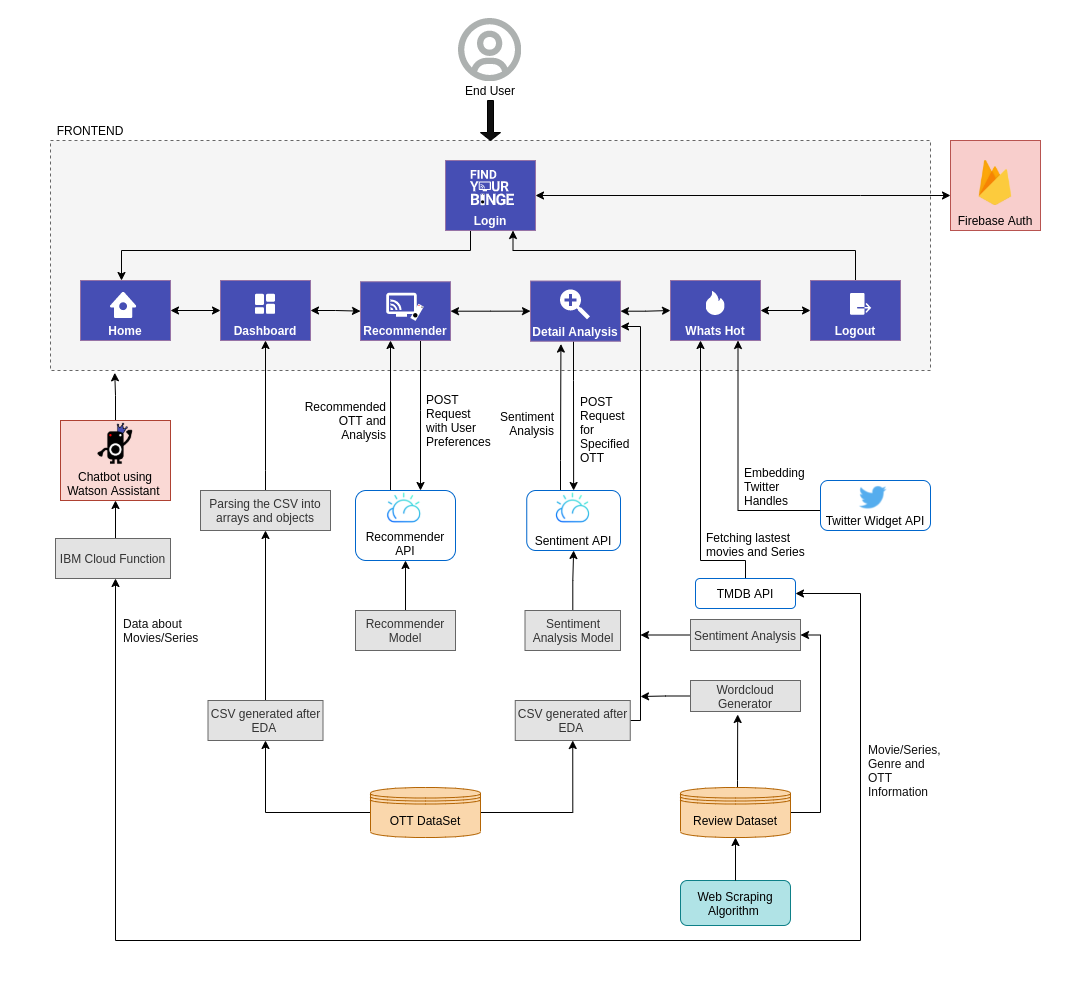 End User
FRONTEND
FIND
YOUR
BINGE
Login
Firebase Auth
Home
Dashboard
Recommender
Detail Analysis
Whats Hot
Logout
Recommended
OTT and
Analysis
POST
Request
with User
Preferences
Sentiment
Analysis
POST
Request
for
Specified
OTT
Embedding
Twitter
Handles
Chatbot using
Watson Assistant
Parsing the CSV into
arrays and objects
Recommender
API
Sentiment API
Twitter Widget API
Fetching lastest
movies and Series
IBM Cloud Function
TMDB API
Data about
Movies/Series
Recommender
Model
Sentiment
Analysis Model
Sentiment Analysis
Wordcloud
Generator
CSV generated after
EDA
CSV generated after
EDA
Movie/Series,
Genre and
OTT
Information
OTT DataSet
Review Dataset
Web Scraping
Algorithm